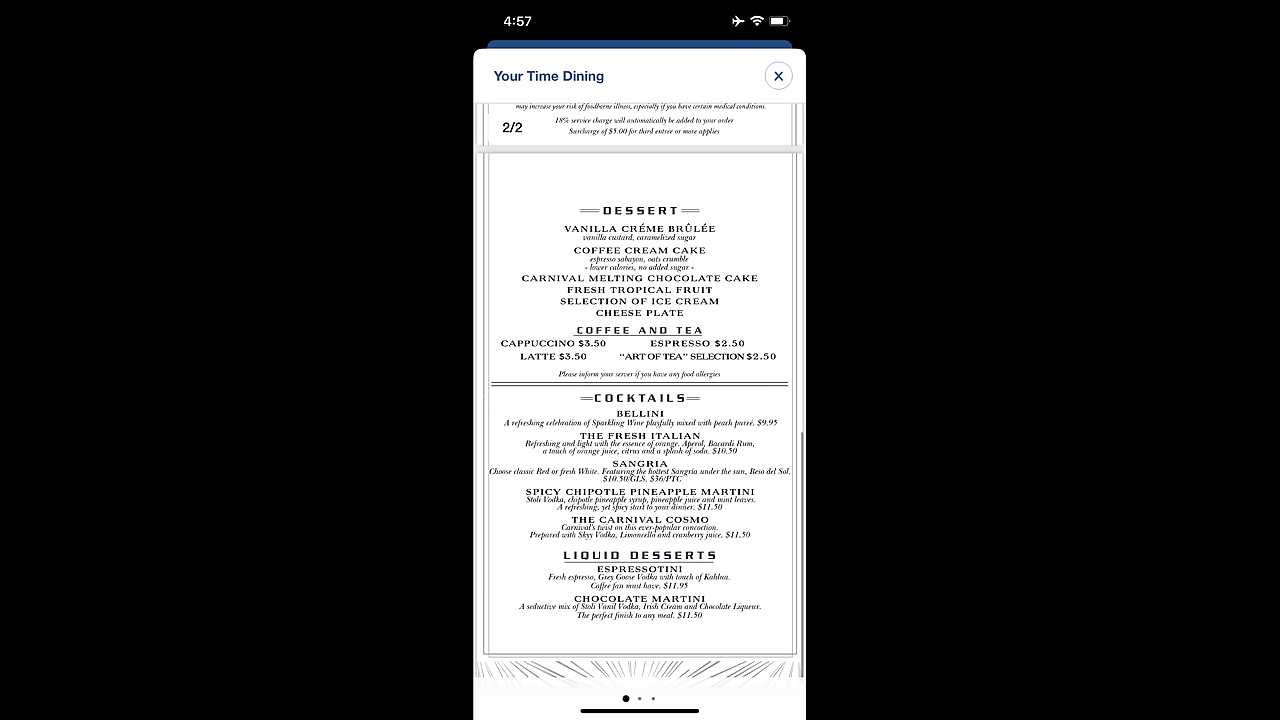 4:57
Your Time Dining
X
may increase your risk of foodborne illness, especially if you have certain medical conditions.
18% service charge will automatically be added to your order
2/2
Surcharge of $5.00 for third entree or more applies
DESSERT
VANILLA CRÉME BRÛLÉE
vanilla custard, caramelized sugar
COFFEE CREAM CAKE
espresso sabayon, oats crumble
- lower calories, no added sugar -
CARNIVAL MELTING CHOCOLATE CAKE
FRESH TROPICAL FRUIT
SELECTION OF ICE CREAM
CHEESE PLATE
COFFEE AND TEA
CAPPUCCINO $3.50 ESPRESSO $2.50
LATTE $3.50 “ART OF TEA” SELECTION $2.50
Please inform your server if you have any food allergies
COCKTAILS
BELLINI
A refreshing celebration of Sparkling Wine playfully mixed with peach pureé. $9.95
THE FRESH ITALIAN
Refreshing and light with the essence of orange. Aperol, Bacardi Rum,
a touch of orange juice, citrus and a splash of soda. $10.50
SANGRIA
Choose classic Red or fresh White. Featuring the hottest Sangria under the sun, Beso del Sol.
$10.50/GLS, $36/PTC
SPICY CHIPOTLE PINEAPPLE MARTINI
Stoli Vodka, chipotle pineapple syrup, pineapple juice and mint leaves.
A refreshing, yet spicy start to your dinner. $11.50
THE CARNIVAL COSMO
Carnival's twist on this ever-popular concoction.
Prepared with Skyy Vodka, Limoncello and cranberry juice. $11.50
LIQUID DESSERTS
ESPRESSOTINI
Fresh espresso, Grey Goose Vodka with touch of Kahlua.
Coffee fan must have. $11.95
CHOCOLATE MARTINI
A seductive mix of Stoli Vanil Vodka, Irish Cream and Chocolate Liqueur.
The perfect finish to any meal. $11.50